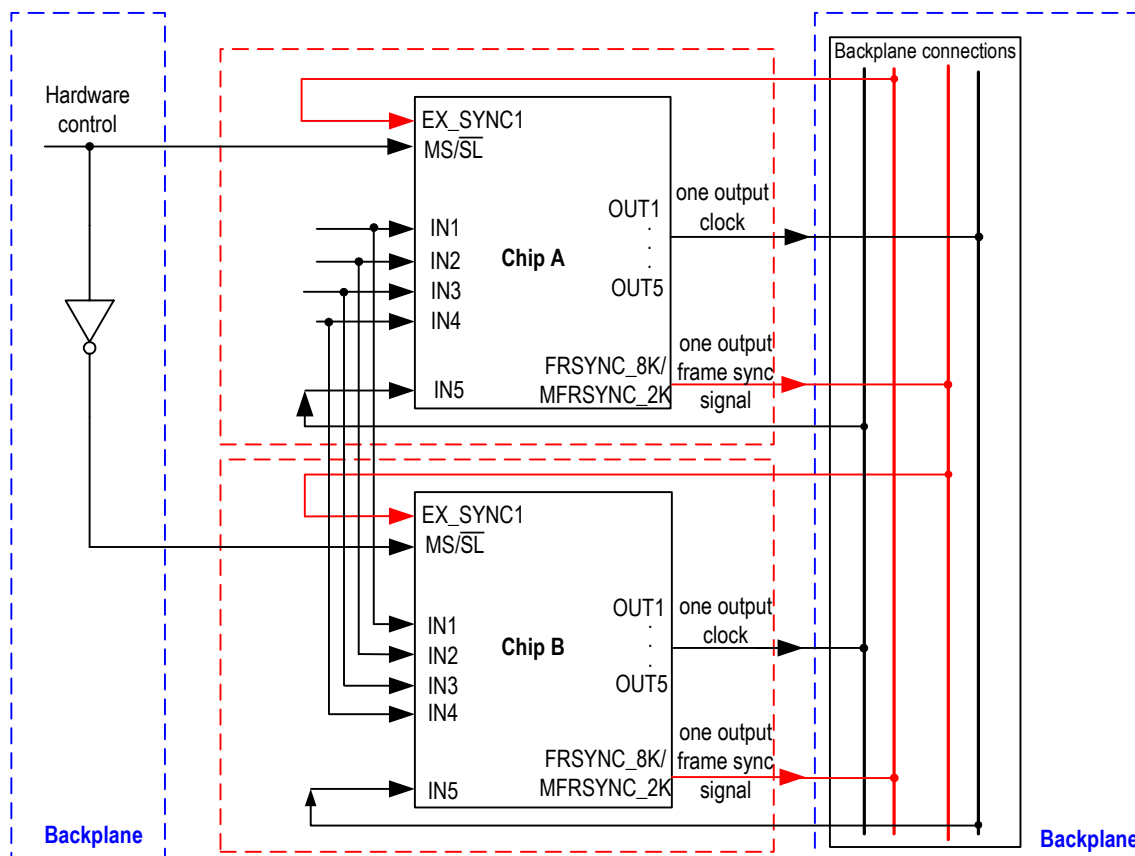 Backplane connections
Hardware
control
EX_SYNC1
MS/SL
IN1
IN2
IN3
IN4
IN5
Chip A
OUT1
.
.
.
OUT5
FRSYNC_8K/
MFRSYNC_2K
one output
clock
one output
frame sync
signal
EX_SYNC1
MS/SL
IN1
IN2
IN3
IN4
IN5
Chip B
OUT1
.
.
.
OUT5
FRSYNC_8K/
MFRSYNC_2K
one output
clock
one output
frame sync
signal
Backplane
Backplane